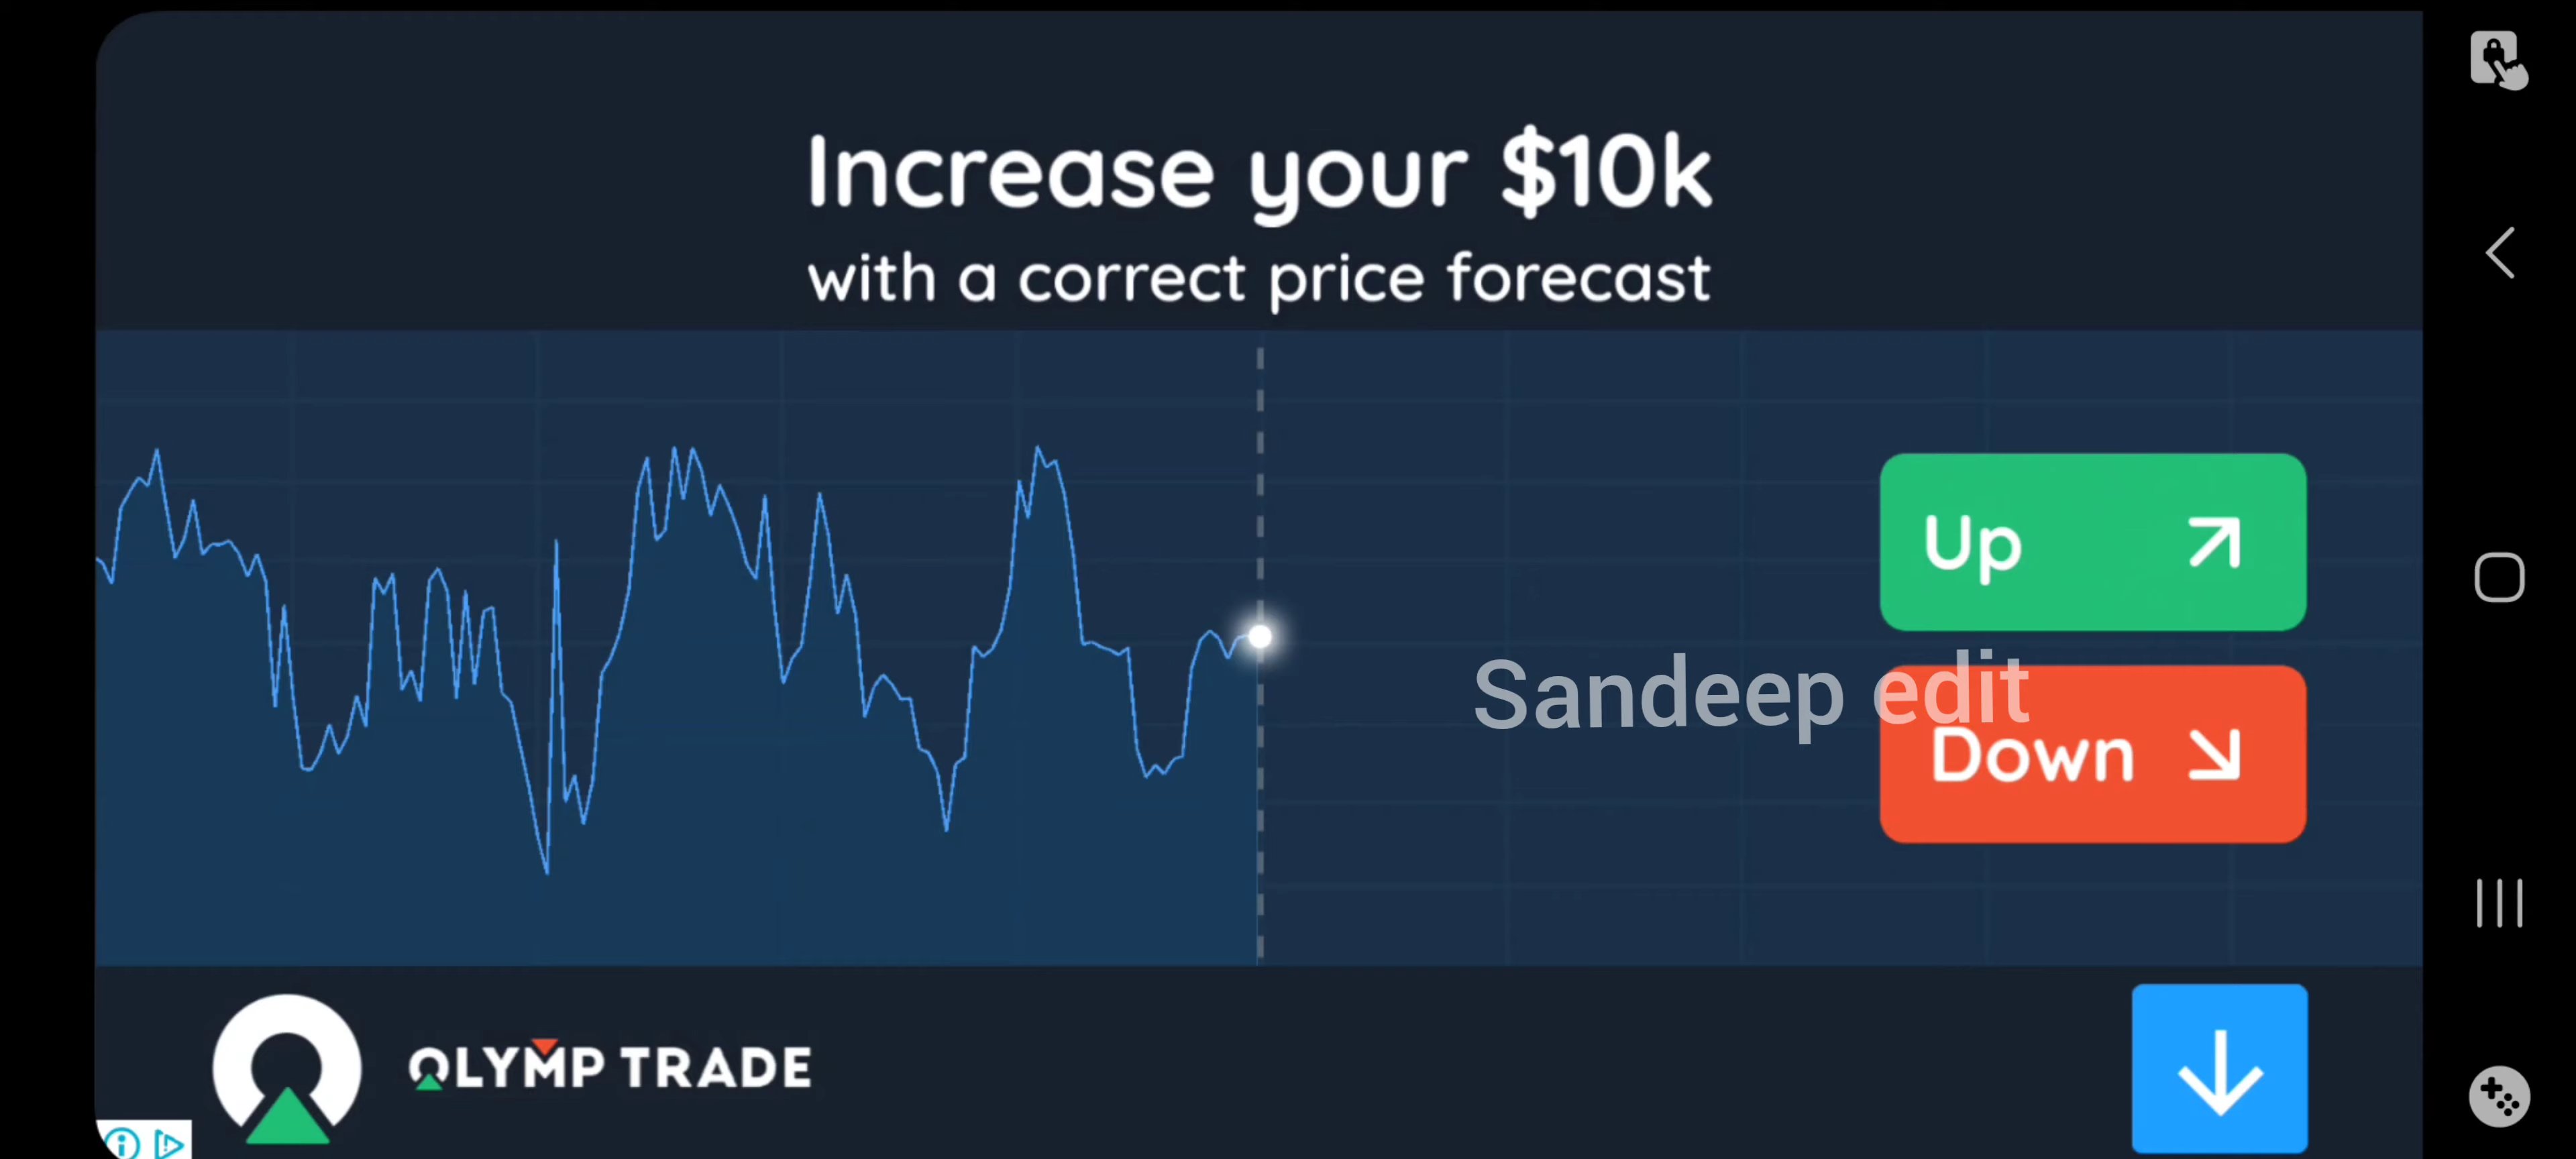 Increase your $10k
with a correct price forecast
Up
Sandeep edit
Down
OLYMP TRADE